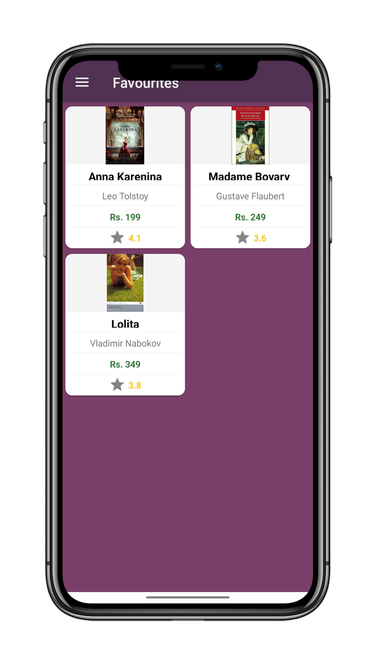 Favourites
Anna Karenina
Leo Tolstoy
Rs. 199
4.1
Madame Bovary
Gustave Flaubert
Rs. 249
3.6
Lolita
Vladimir Nabokov
Rs. 349
3.8